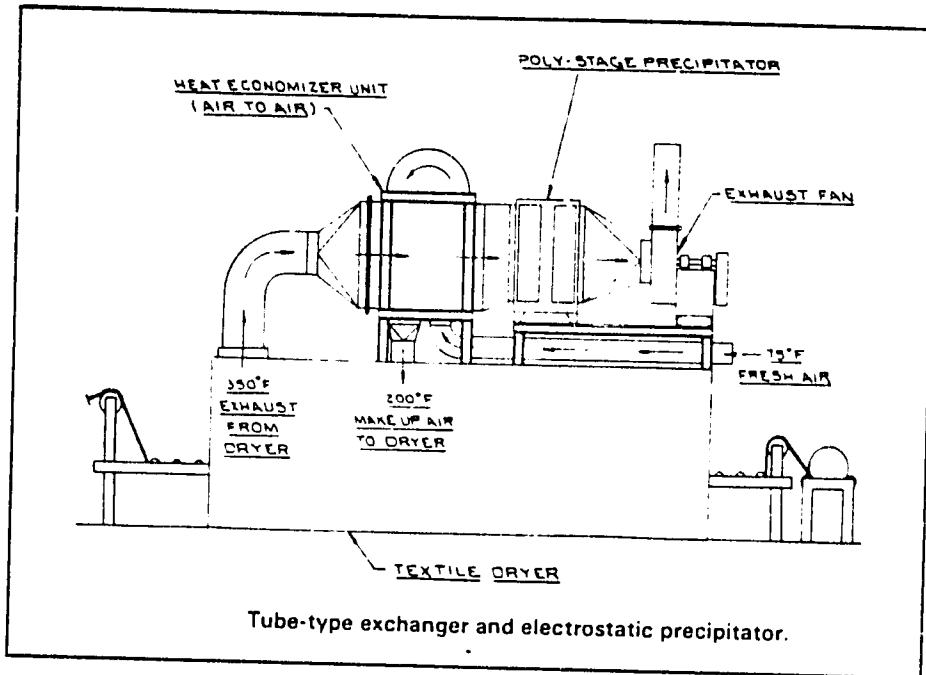 POLY-STAGE PRECIPITATOR
HEAT ECONOMIZER UNIT
(AIR TO AIR)
EXHAUST FAN
350°F
EXHAUST
FROM
DRYER
200°F
MAKE UP AIR
TO DRYER
75°F
FRESH AIR
TEXTILE DRYER
Tube-type exchanger and electrostatic precipitator.